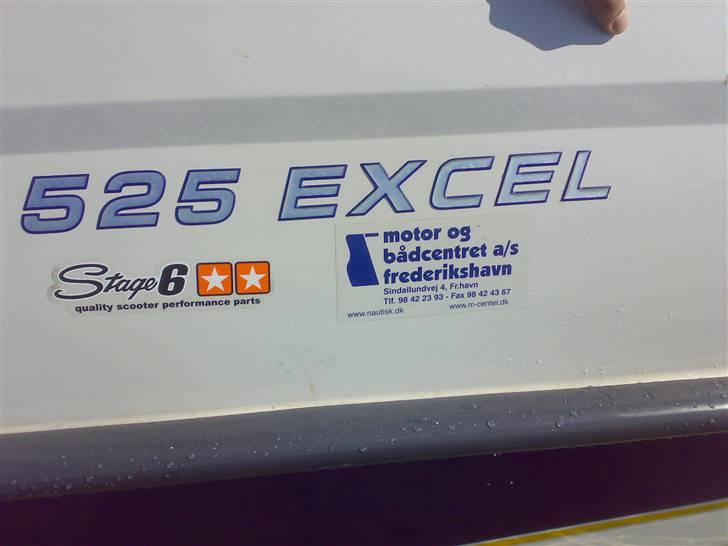 525 EXCEL
Stage6
quality scooter performance parts
motor og
bådcentret a/s
frederikshavn
Sindallundvej 4, Fr.havn
Tlf. 98 42 23 93 - Fax 98 42 43 67
www.nautisk.dk www.m-center.dk